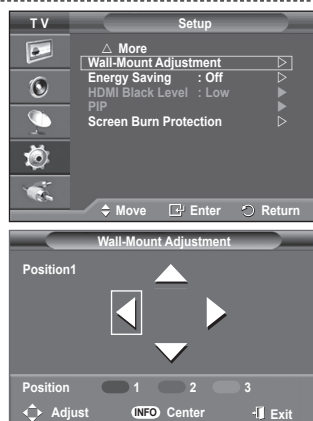 TV Setup
△ More
Wall-Mount Adjustment ▷
Energy Saving : Off ▷
HDMI Black Level : Low ▶
PIP ▶
Screen Burn Protection ▷
Move Enter Return
Wall-Mount Adjustment
Position1
Position 1 2 3
Adjust INFO Center Exit